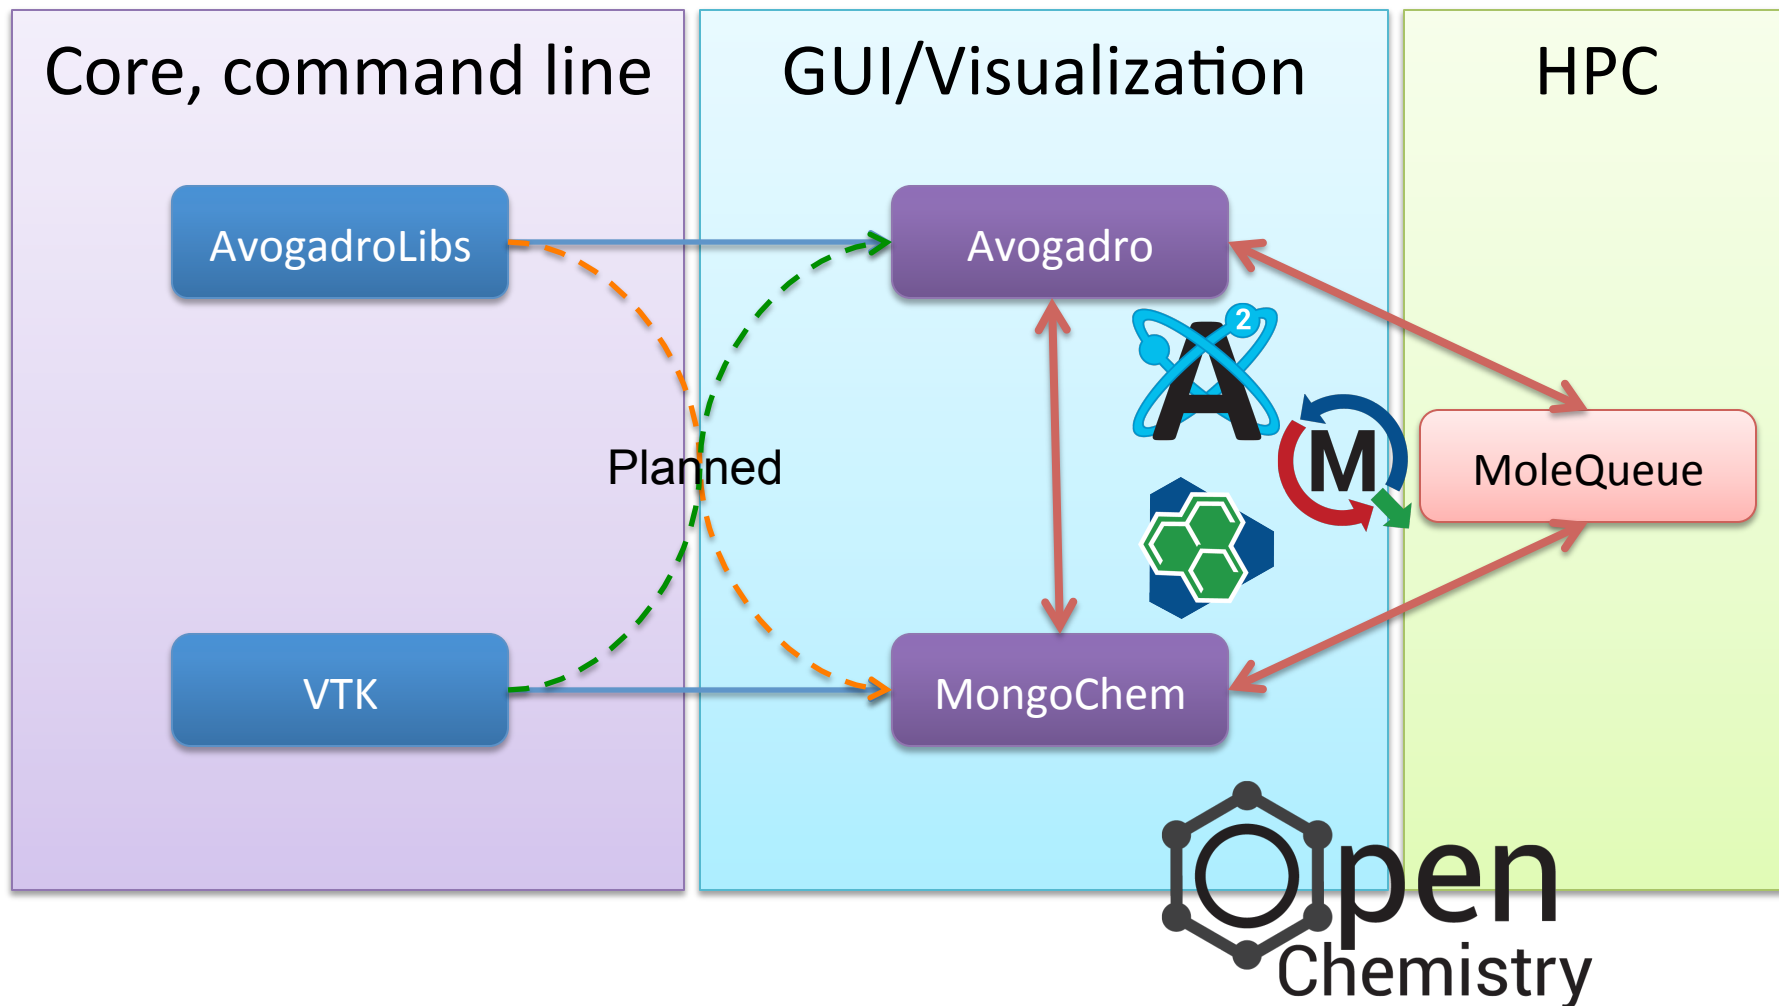 Core, command line
GUI/Visualization
HPC
AvogadroLibs
Avogadro
2
Planned
M
MoleQueue
VTK
MongoChem
Open
Chemistry